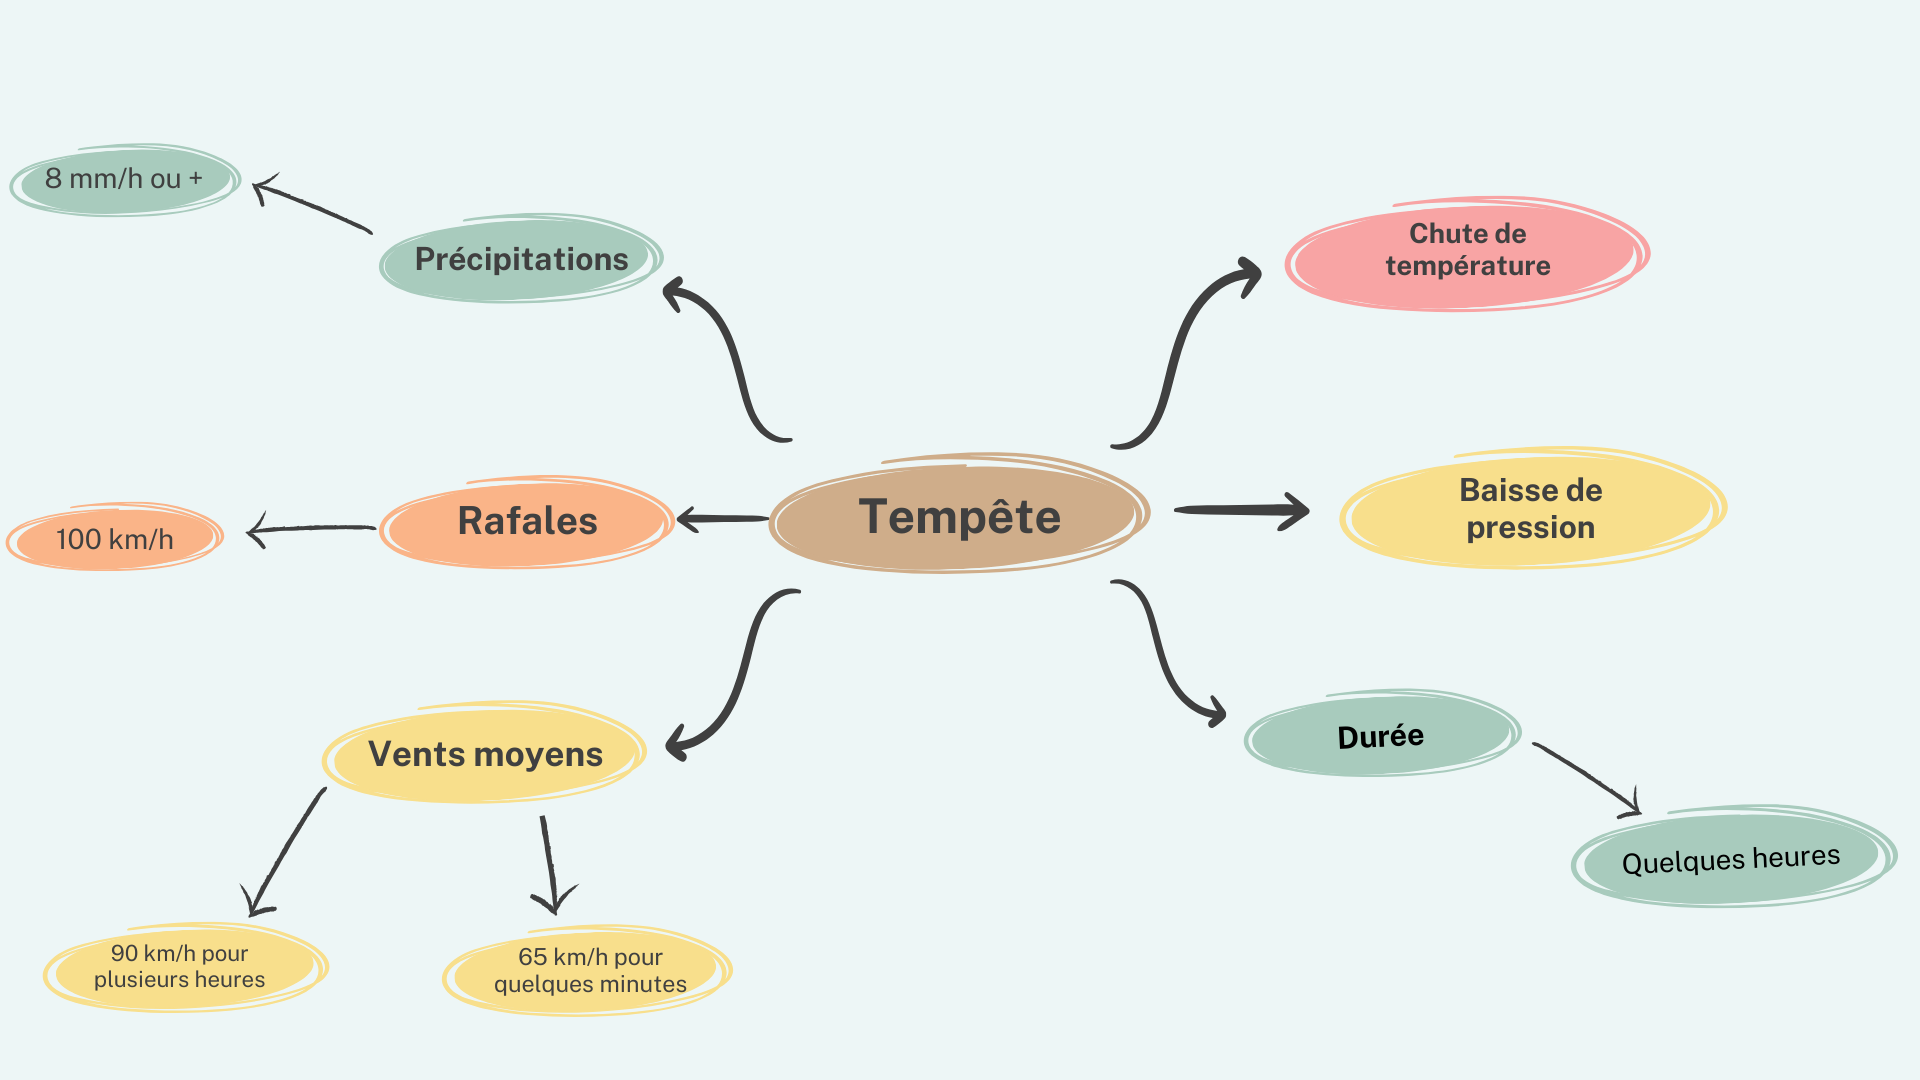 8 mm/h ou +
Précipitations
Chute de
température
100 km/h
Rafales
Tempête
Baisse de
pression
Vents moyens
Durée
Quelques heures
90 km/h pour
plusieurs heures
65 km/h pour
quelques minutes